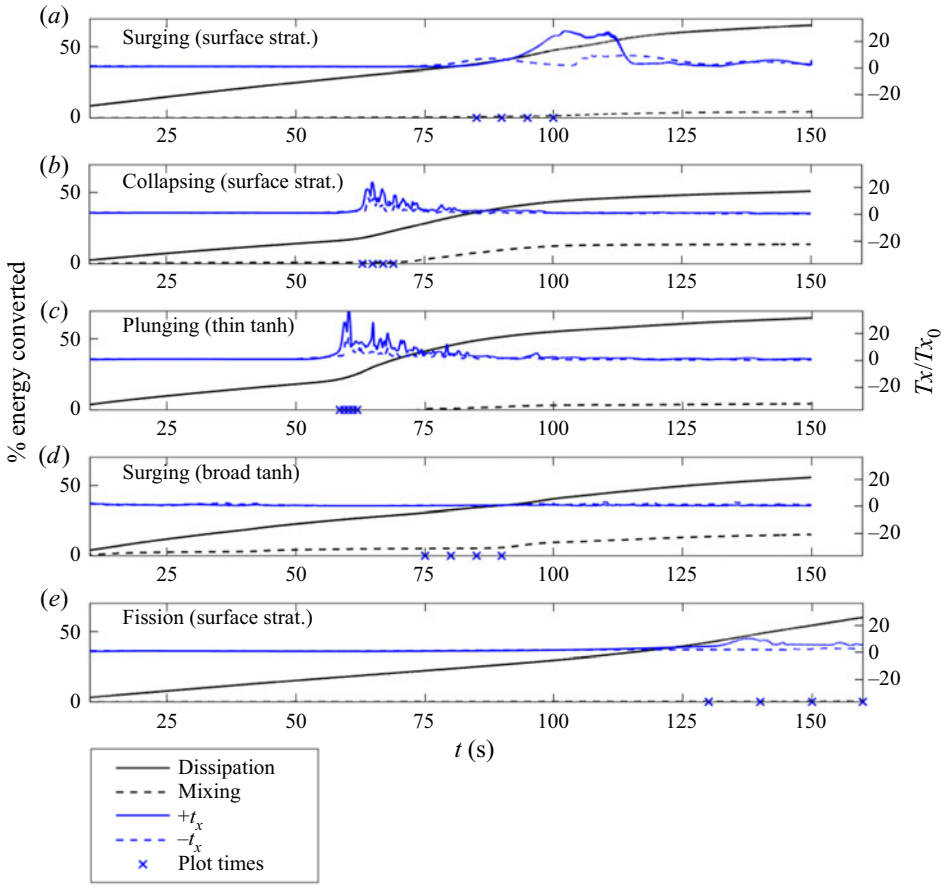 (a)
Surging (surface strat.)
50
0
20
0
–20
25 50 75 100 125 150
(b)
Collapsing (surface strat.)
50
0
20
0
–20
25 50 75 100 125 150
(c)
Plunging (thin tanh)
50
0
20
0
–20
25 50 75 100 125 150
% energy converted
Tx/Tx0
(d)
Surging (broad tanh)
50
0
20
0
–20
25 50 75 100 125 150
(e)
Fission (surface strat.)
50
0
20
0
–20
25 50 75 100 125 150
t (s)
Dissipation
Mixing
+tx
–tx
Plot times